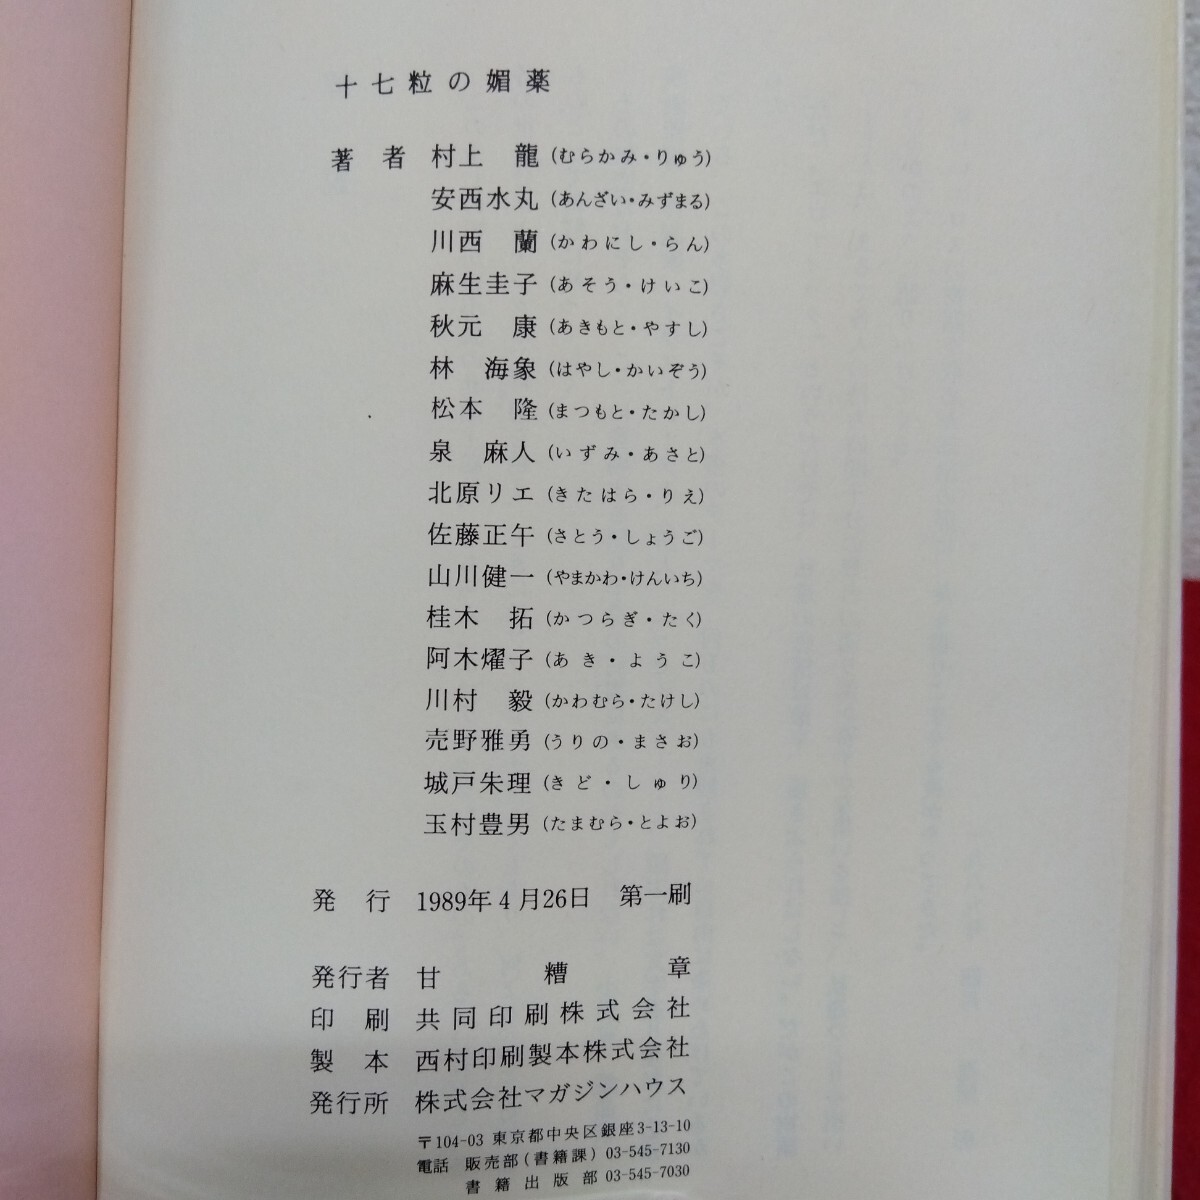 十七粒の媚薬
著者 村上 龍(むらかみ・りゅう)
安西水丸(あんざい・みずまる)
川西 蘭(かわにし・らん)
麻生圭子(あそう・けいこ)
秋元 康(あきもと・やすし)
林 海象(はやし・かいぞう)
松本 隆(まつもと・たかし)
泉 麻人(いずみ・あさと)
北原リエ(きたはら・りえ)
佐藤正午(さとう・しょうご)
山川健一(やまかわ・けんいち)
桂木 拓(かつらぎ・たく)
阿木燿子(あき・ようこ)
川村 毅(かわむら・たけし)
売野雅勇(うりの・まさお)
城戸朱理(きど・しゅり)
玉村豊男(たまむら・とよお)
発行 1989年4月26日 第一刷
発行者 甘糟章
印刷 共同印刷株式会社
製本 西村印刷製本株式会社
発行所 株式会社マガジンハウス
〒104-03 東京都中央区銀座3-13-10
電話 販売部(書籍課)03-545-7130
書籍出版部 03-545-7030